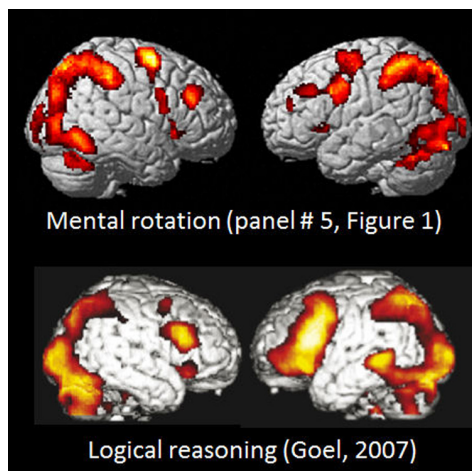 Mental rotation (panel # 5, Figure 1)
Logical reasoning (Goel, 2007)